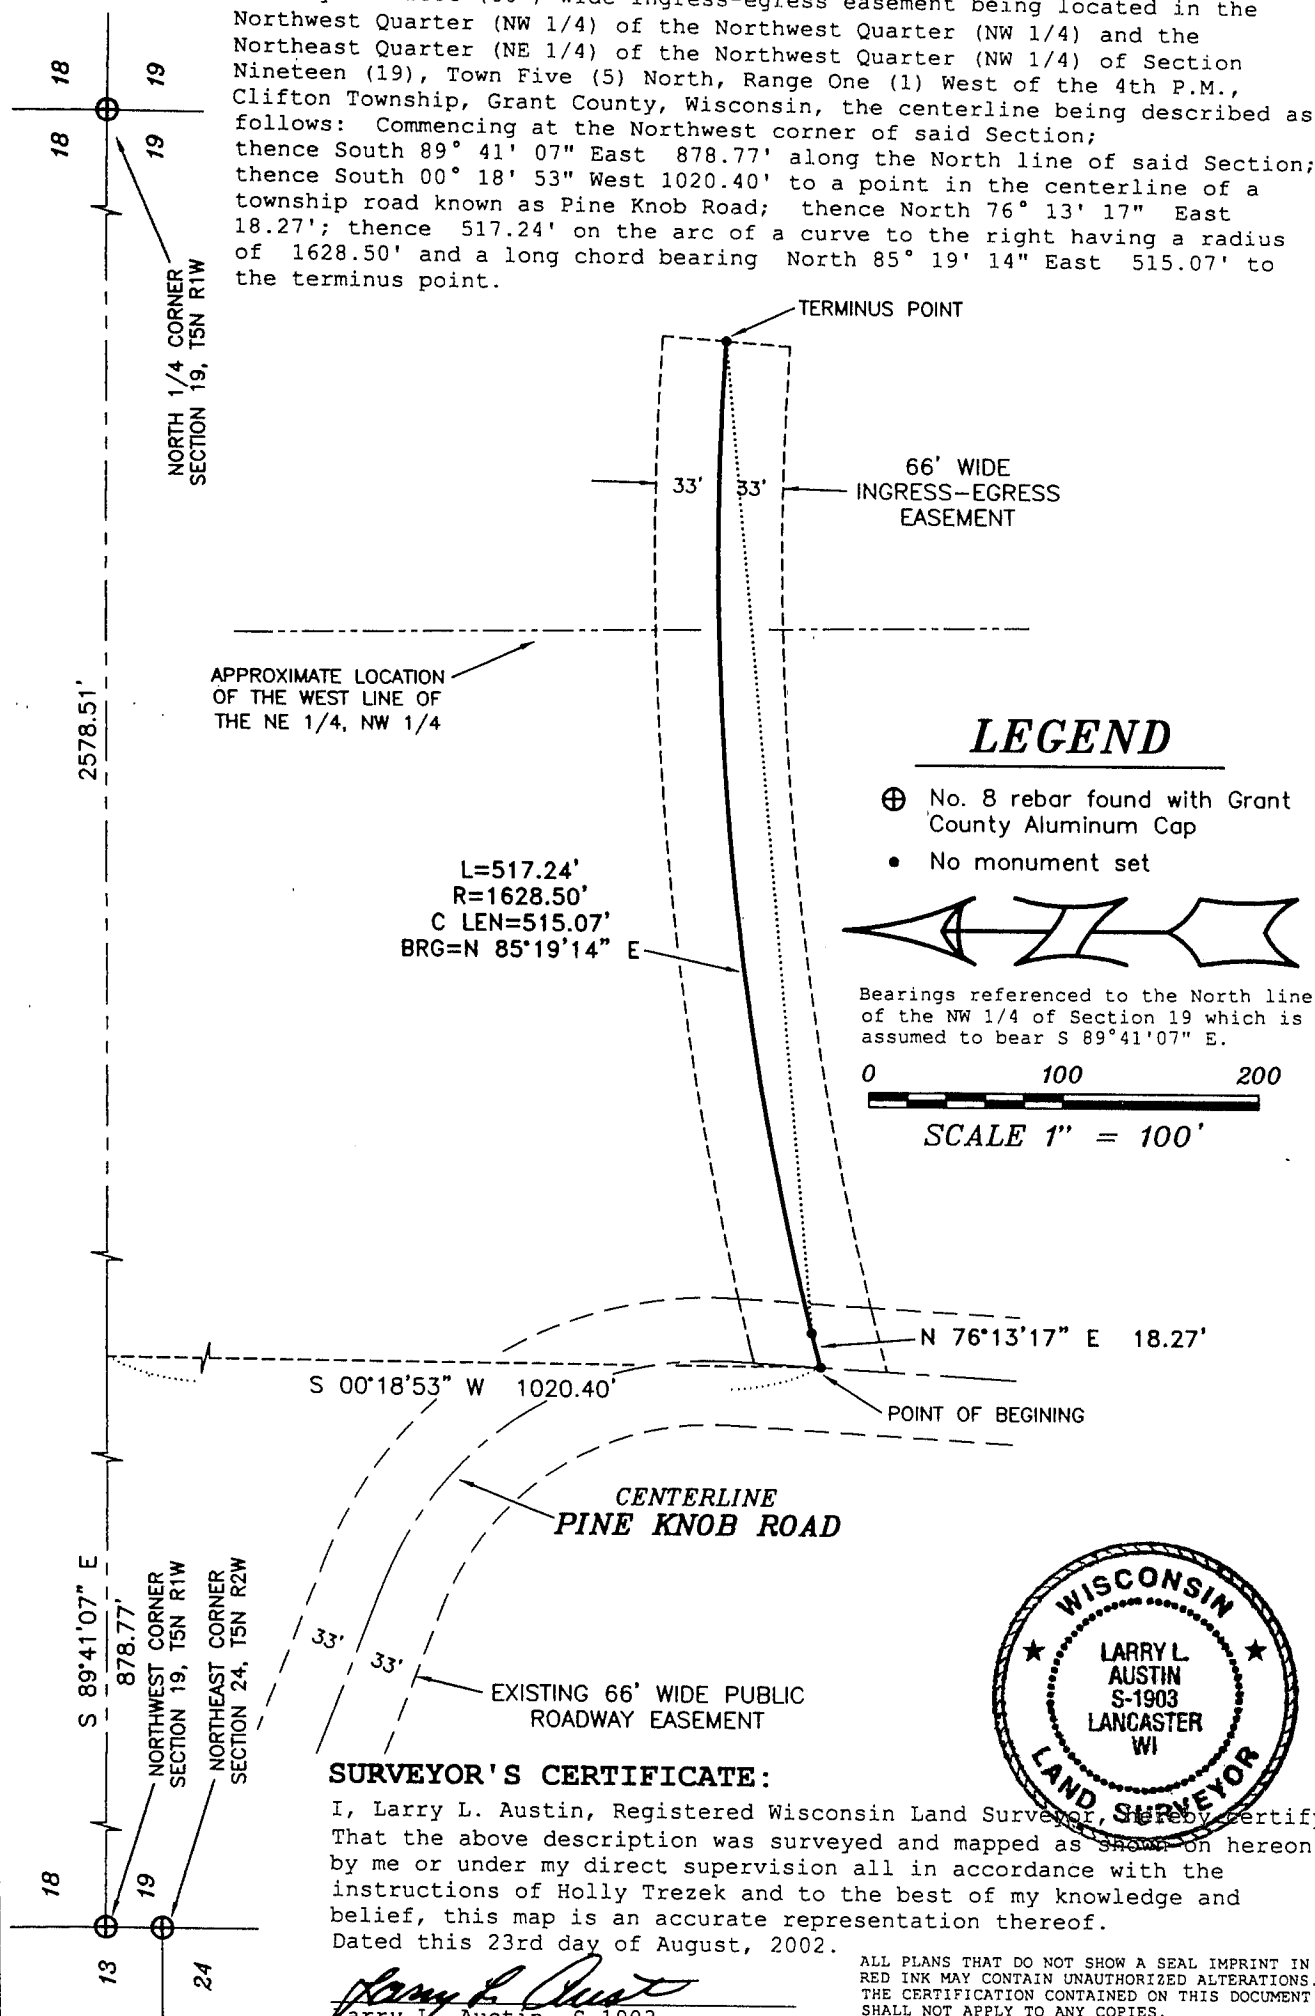 wide ingress-egress easement being located in the
Northwest Quarter (NW 1/4) of the Northwest Quarter (NW 1/4) and the
Northeast Quarter (NE 1/4) of the Northwest Quarter (NW 1/4) of Section
Nineteen (19), Town Five (5) North, Range One (1) West of the 4th P.M.,
Clifton Township, Grant County, Wisconsin, the centerline being described as
follows: Commencing at the Northwest corner of said Section;
thence South 89° 41' 07" East 878.77' along the North line of said Section;
thence South 00° 18' 53" West 1020.40' to a point in the centerline of a
township road known as Pine Knob Road; thence North 76° 13' 17" East
18.27'; thence 517.24' on the arc of a curve to the right having a radius
of 1628.50' and a long chord bearing North 85° 19' 14" East 515.07' to
the terminus point.
18
19
18
19
NORTH 1/4 CORNER
SECTION 19, T5N R1W
TERMINUS POINT
33'
33'
66' WIDE
INGRESS-EGRESS
EASEMENT
APPROXIMATE LOCATION
OF THE WEST LINE OF
THE NE 1/4, NW 1/4
2578.51'
LEGEND
No. 8 rebar found with Grant
County Aluminum Cap
No monument set
L=517.24'
R=1628.50'
C LEN=515.07'
BRG=N 85°19'14" E
N
Bearings referenced to the North line
of the NW 1/4 of Section 19 which is
assumed to bear S 89°41'07" E.
0 100 200
SCALE 1" = 100'
N 76°13'17" E 18.27'
S 00°18'53" W 1020.40'
POINT OF BEGINING
CENTERLINE
PINE KNOB ROAD
S 89°41'07" E
878.77'
NORTHWEST CORNER
SECTION 19, T5N R1W
NORTHEAST CORNER
SECTION 24, T5N R2W
33'
33'
EXISTING 66' WIDE PUBLIC
ROADWAY EASEMENT
WISCONSIN
LARRY L.
AUSTIN
S-1903
LANCASTER
WI
LAND SURVEYOR
SURVEYOR'S CERTIFICATE:
I, Larry L. Austin, Registered Wisconsin Land Surveyor, hereby certify
That the above description was surveyed and mapped as shown on hereon
by me or under my direct supervision all in accordance with the
instructions of Holly Trezek and to the best of my knowledge and
belief, this map is an accurate representation thereof.
Dated this 23rd day of August, 2002.
18
19
13
24
Larry L. Aust
Larry L. Austin, S-1903
ALL PLANS THAT DO NOT SHOW A SEAL IMPRINT IN
RED INK MAY CONTAIN UNAUTHORIZED ALTERATIONS.
THE CERTIFICATION CONTAINED ON THIS DOCUMENT
SHALL NOT APPLY TO ANY COPIES.